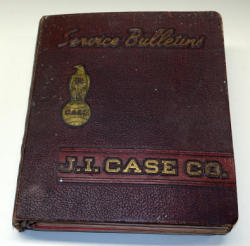 Service Bulletins
CASE
J.I. CASE CO.